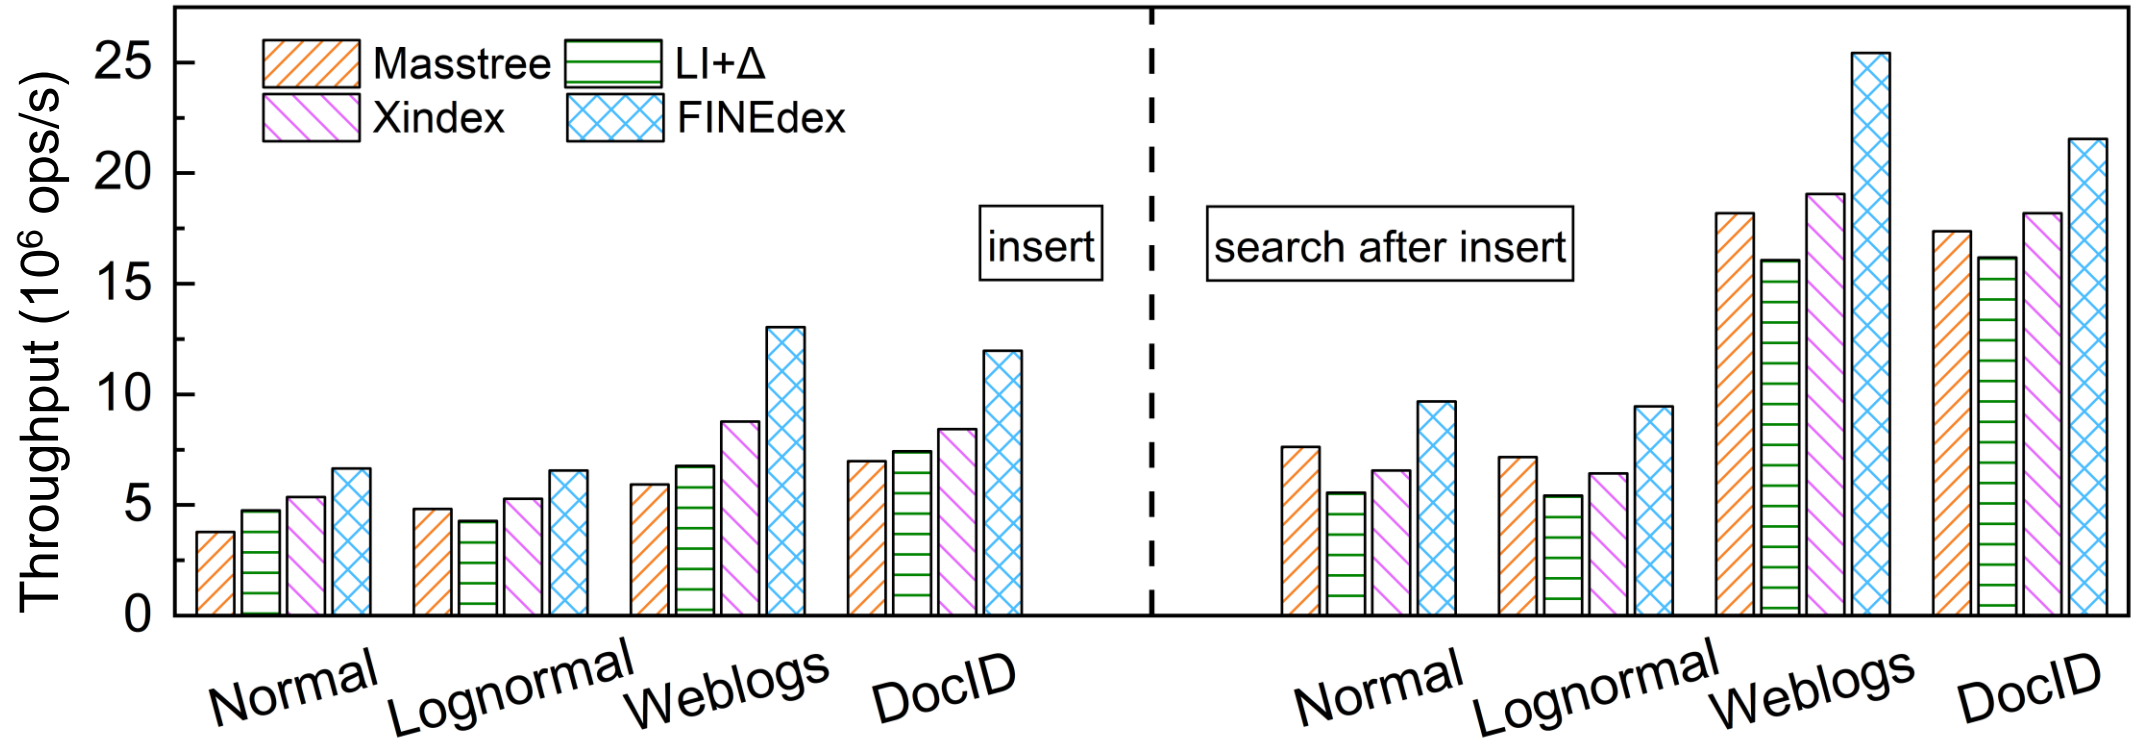 Throughput (10⁶ ops/s)
25
20
15
10
5
0
Masstree
LI+Δ
Xindex
FINEdex
insert
search after insert
Normal
Lognormal
Weblogs
DocID
Normal
Lognormal
Weblogs
DocID